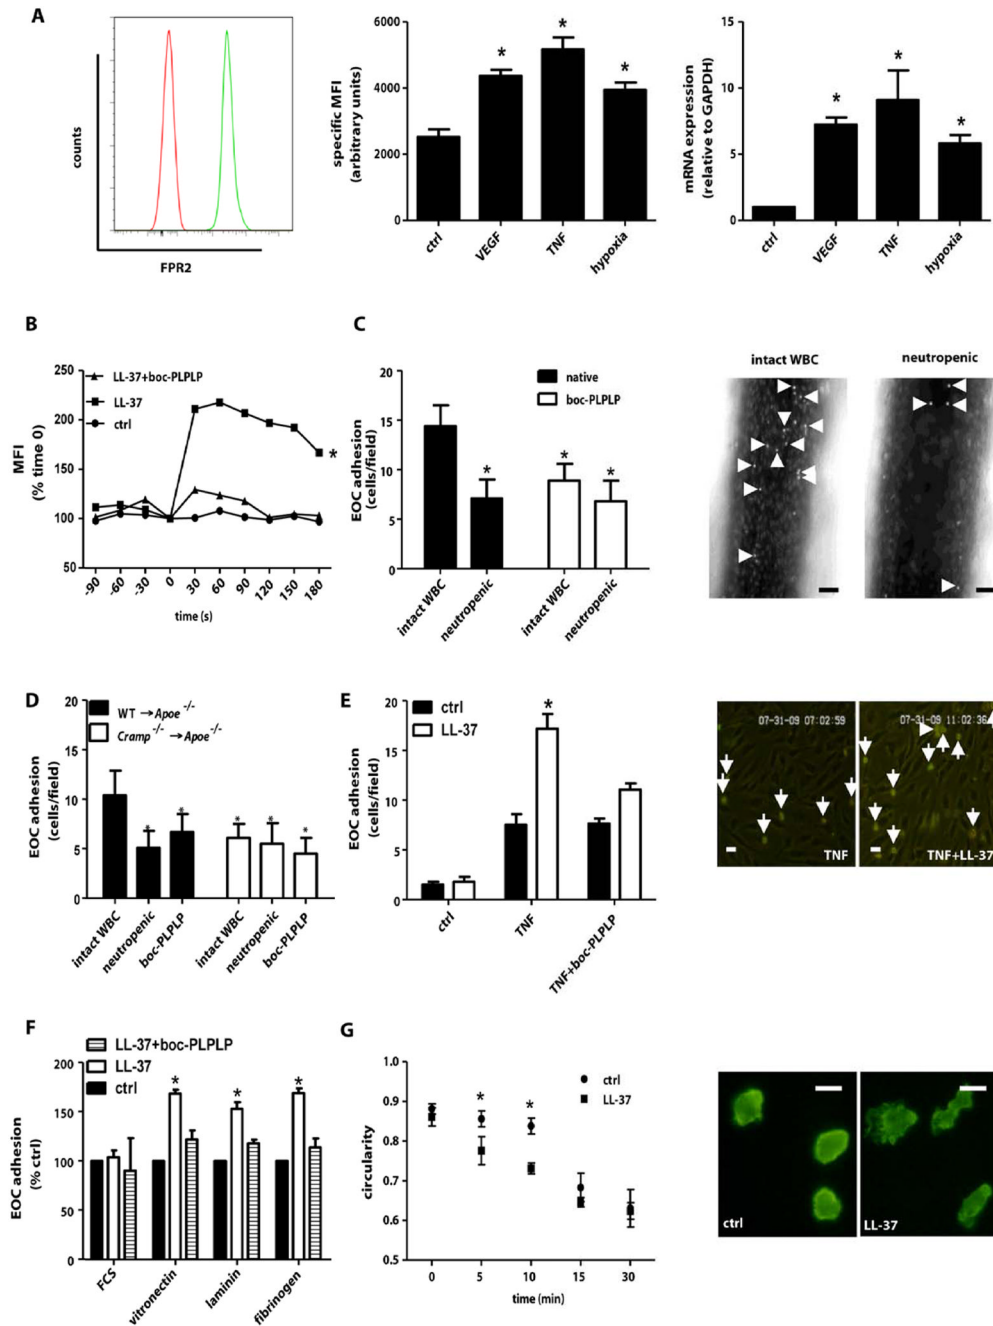 A
counts
FPR2
specific MFI
(arbitrary units)
6000
4000
2000
0
*
*
*
ctrl
VEGF
TNF
hypoxia
mRNA expression
(relative to GAPDH)
15
10
5
0
*
*
*
ctrl
VEGF
TNF
hypoxia
B
MFI
(% time 0)
250
200
150
100
50
LL-37+boc-PLPLP
LL-37
ctrl
*
-90
-60
-30
0
30
60
90
120
150
180
time (s)
C
EOC adhesion
(cells/field)
20
15
10
5
0
native
boc-PLPLP
*
*
*
intact WBC
neutropenic
intact WBC
neutropenic
intact WBC
neutropenic
D
EOC adhesion
(cells/field)
20
15
10
5
0
WT → Apoe -/-
Cramp -/- → Apoe -/-
*
*
*
*
*
intact WBC
neutropenic
boc-PLPLP
intact WBC
neutropenic
boc-PLPLP
E
EOC adhesion
(cells/field)
20
15
10
5
0
ctrl
LL-37
*
ctrl
TNF
TNF+boc-PLPLP
07-31-09 07:02:59
TNF
07-31-09 11:02:36
TNF+LL-37
F
EOC adhesion
(% ctrl)
LL-37+boc-PLPLP
LL-37
ctrl
200
150
100
50
0
*
*
*
FCS
vitronectin
laminin
fibrinogen
G
circularity
1.0
0.9
0.8
0.7
0.6
0.5
*
*
ctrl
LL-37
0
5
10
15
30
time (min)
ctrl
LL-37